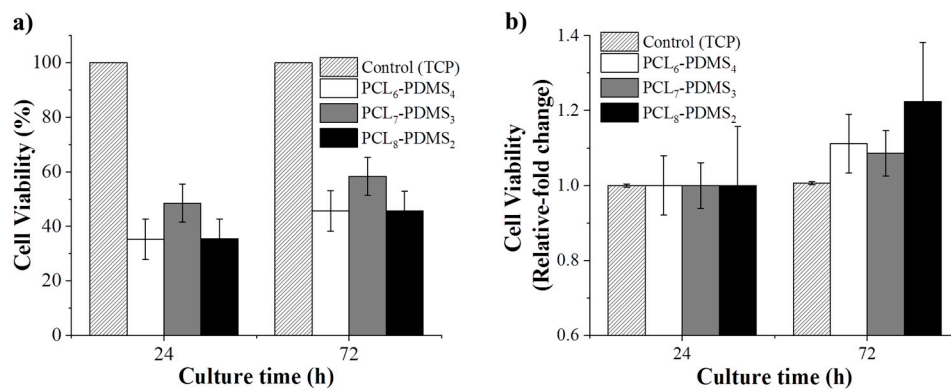 a)
100
80
60
40
20
0
Cell Viability (%)
Control (TCP)
PCL₆-PDMS₄
PCL₇-PDMS₃
PCL₈-PDMS₂
24
72
Culture time (h)
b)
1.4
1.2
1.0
0.8
0.6
Cell Viability
(Relative-fold change)
Control (TCP)
PCL₆-PDMS₄
PCL₇-PDMS₃
PCL₈-PDMS₂
24
72
Culture time (h)